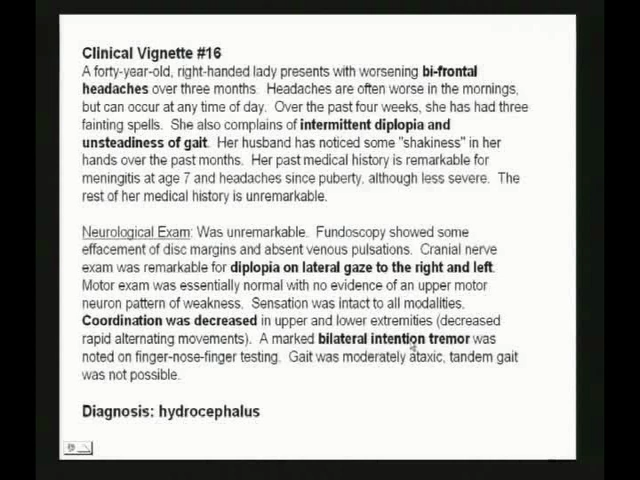 Clinical Vignette #16
A forty-year-old, right-handed lady presents with worsening bi-frontal
headaches over three months. Headaches are often worse in the mornings,
but can occur at any time of day. Over the past four weeks, she has had three
fainting spells. She also complains of intermittent diplopia and
unsteadiness of gait. Her husband has noticed some "shakiness" in her
hands over the past months. Her past medical history is remarkable for
meningitis at age 7 and headaches since puberty, although less severe. The
rest of her medical history is unremarkable.
Neurological Exam: Was unremarkable. Fundoscopy showed some
effacement of disc margins and absent venous pulsations. Cranial nerve
exam was remarkable for diplopia on lateral gaze to the right and left.
Motor exam was essentially normal with no evidence of an upper motor
neuron pattern of weakness. Sensation was intact to all modalities.
Coordination was decreased in upper and lower extremities (decreased
rapid alternating movements). A marked bilateral intention tremor was
noted on finger-nose-finger testing. Gait was moderately ataxic, tandem gait
was not possible.
Diagnosis: hydrocephalus